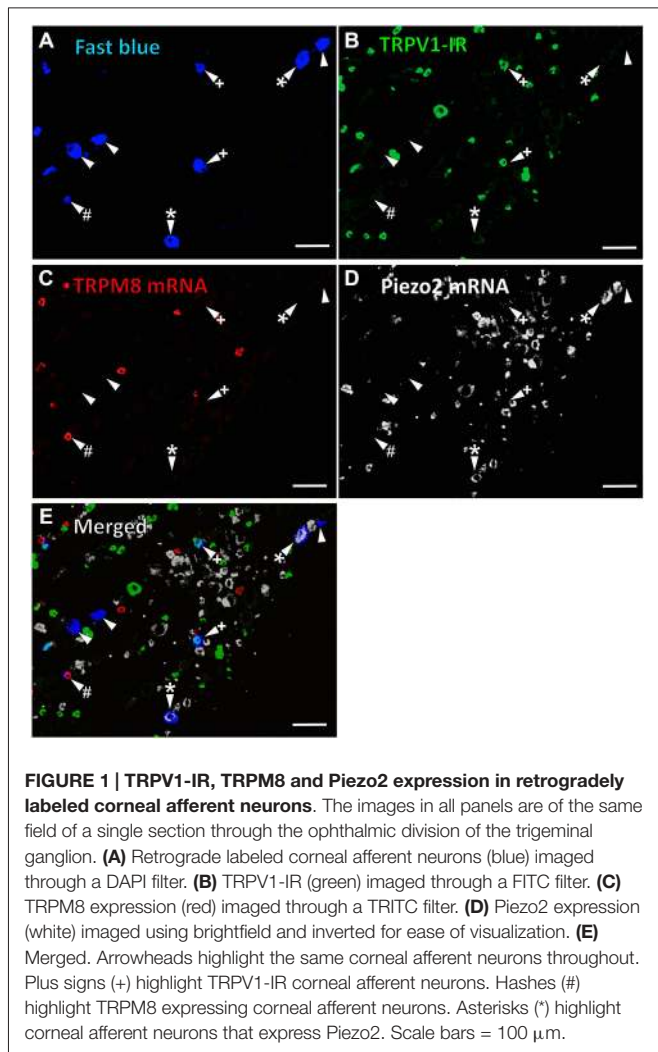 A Fast blue * + B TRPV1-IR * +
+ +
# * # *
C TRPM8 mRNA + * D Piezo2 mRNA + *
+ +
# * # *
E Merged + *
+
# *
FIGURE 1 | TRPV1-IR, TRPM8 and Piezo2 expression in retrogradely
labeled corneal afferent neurons. The images in all panels are of the same
field of a single section through the ophthalmic division of the trigeminal
ganglion. (A) Retrograde labeled corneal afferent neurons (blue) imaged
through a DAPI filter. (B) TRPV1-IR (green) imaged through a FITC filter. (C)
TRPM8 expression (red) imaged through a TRITC filter. (D) Piezo2 expression
(white) imaged using brightfield and inverted for ease of visualization. (E)
Merged. Arrowheads highlight the same corneal afferent neurons throughout.
Plus signs (+) highlight TRPV1-IR corneal afferent neurons. Hashes (#)
highlight TRPM8 expressing corneal afferent neurons. Asterisks (*) highlight
corneal afferent neurons that express Piezo2. Scale bars = 100 μm.